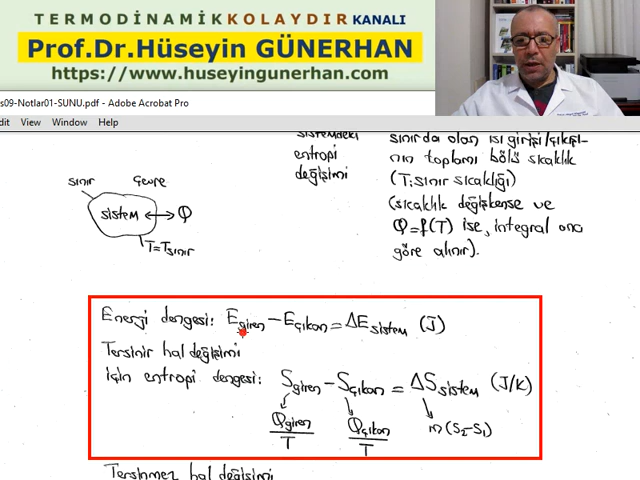 TERMODİNAMİKKOLAYDIR KANALI
Prof.Dr.Hüseyin GÜNERHAN
https://www.huseyingunerhan.com
s09-Notlar01-SUNU.pdf - Adobe Acrobat Pro
dit View Window Help
sistemdeki
entropi
değişimi
sınırda olan ısı girişi/çıkışı-
nın toplamı bölü sıcaklık
(T: sınır sıcaklığı)
(sıcaklık değişkense ve
Q=f(T) ise, integral ona
göre alınır).
sınır çevre
sistem Q
T=Tsınır
Enerji dengesi: Egiren - Eçıkan = ΔEsistem (J)
Tersinir hal değişimi
için entropi dengesi: Sgiren - Sçıkan = ΔSsistem (J/K)
Qgiren/T Qçıkan/T m(S2-S1)
Tersinmez hal değişimi